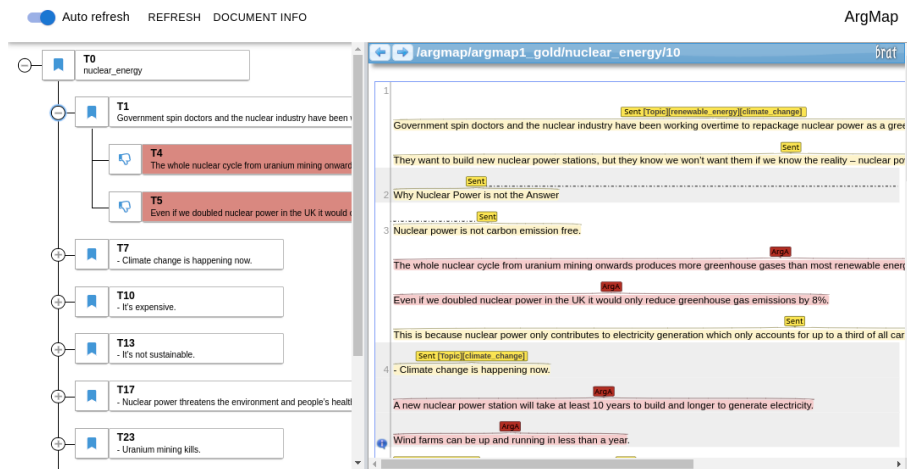 Auto refresh REFRESH DOCUMENT INFO ArgMap
T0
nuclear_energy
T1
Government spin doctors and the nuclear industry have been
T4
The whole nuclear cycle from uranium mining onwards
T5
Even if we doubled nuclear power in the UK it would
T7
- Climate change is happening now.
T10
- It's expensive.
T13
- It's not sustainable.
T17
- Nuclear power threatens the environment and people's
T23
- Uranium mining kills.
/argmap/argmap1_gold/nuclear_energy/10 brat
1
Sent [Topic][renewable_energy][climate_change]
Government spin doctors and the nuclear industry have been working overtime to repackage nuclear power as a
Sent
They want to build new nuclear power stations, but they know we won't want them if we know the reality – nuclear
Sent
2 Why Nuclear Power is not the Answer
Sent
3 Nuclear power is not carbon emission free.
ArgA
The whole nuclear cycle from uranium mining onwards produces more greenhouse gases than most renewable
ArgA
Even if we doubled nuclear power in the UK it would only reduce greenhouse gas emissions by 8%.
Sent
This is because nuclear power only contributes to electricity generation which only accounts for up to a third of all
Sent [Topic][climate_change]
4 - Climate change is happening now.
ArgA
A new nuclear power station will take at least 10 years to build and longer to generate electricity.
ArgA
Wind farms can be up and running in less than a year.